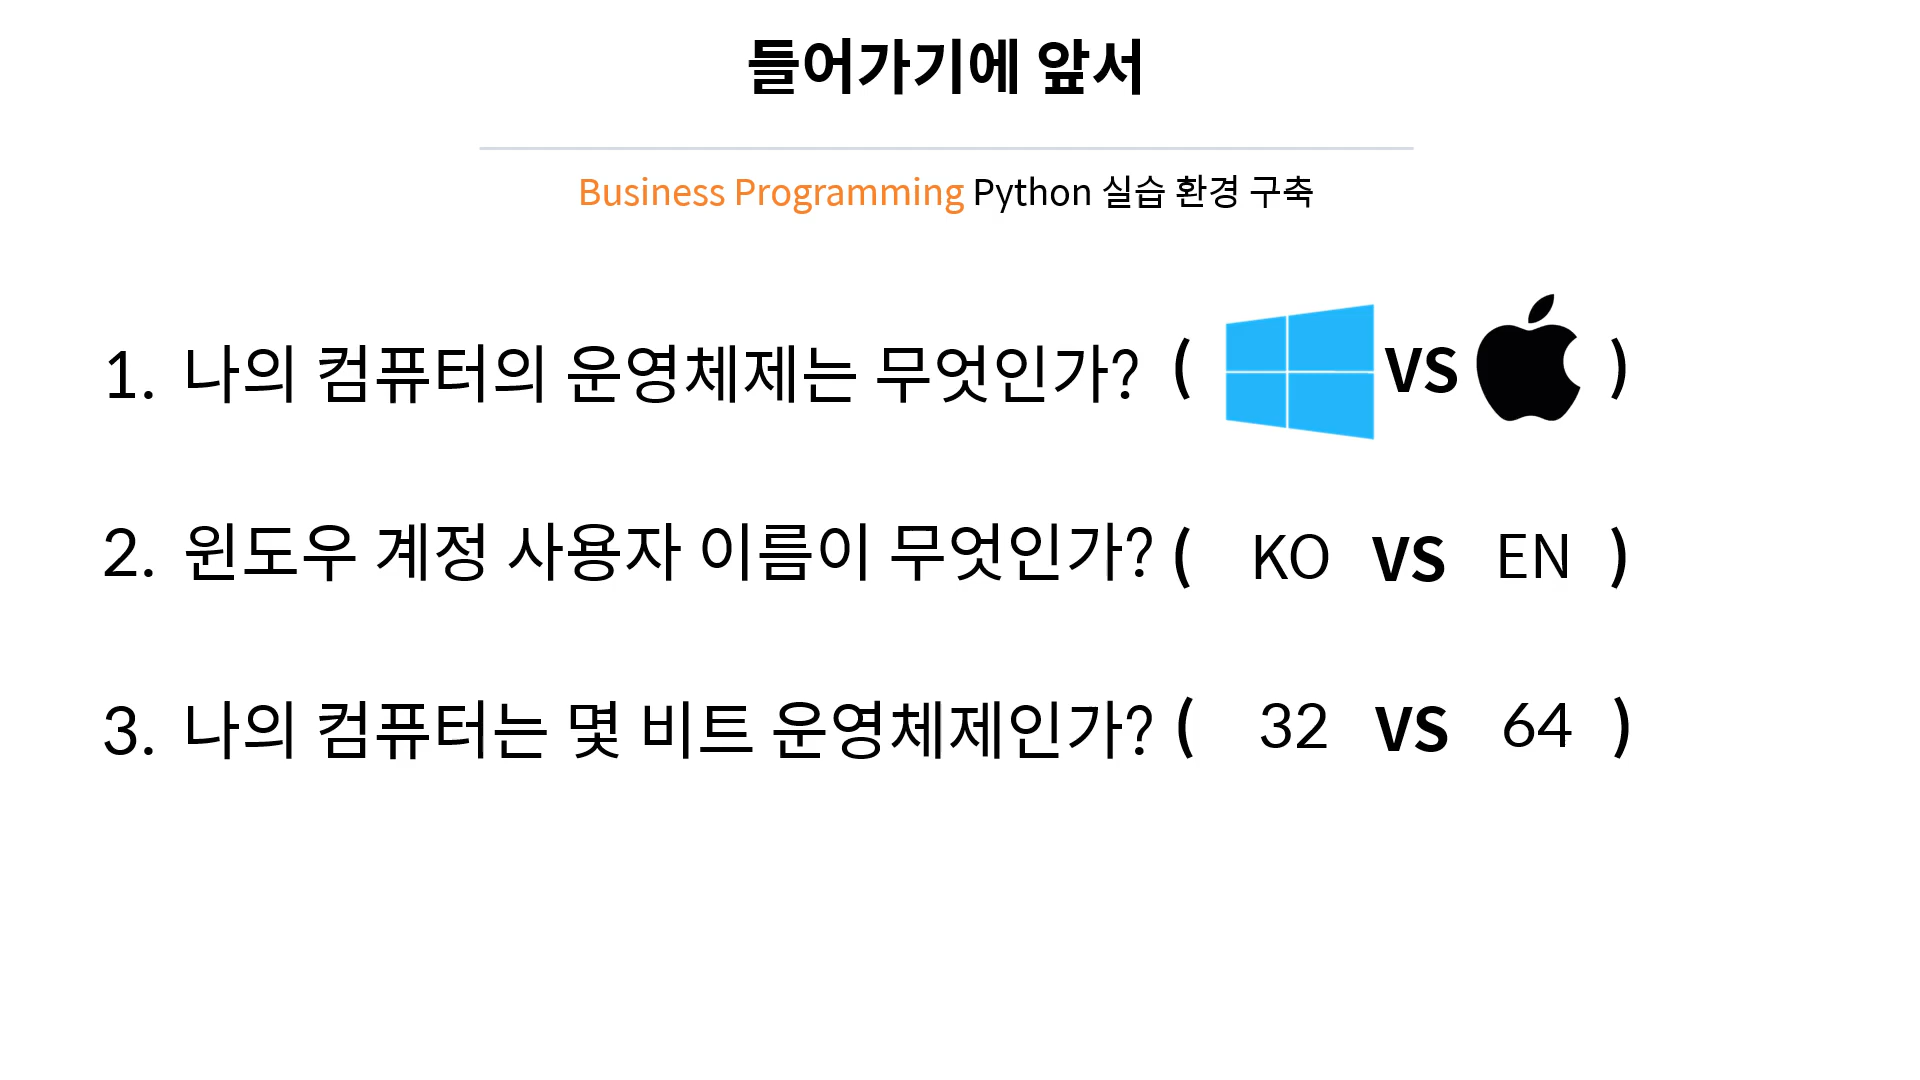 들어가기에 앞서
Business Programming Python 실습 환경 구축
1. 나의 컴퓨터의 운영체제는 무엇인가? ( VS )
2. 윈도우 계정 사용자 이름이 무엇인가? ( KO VS EN )
3. 나의 컴퓨터는 몇 비트 운영체제인가? ( 32 VS 64 )